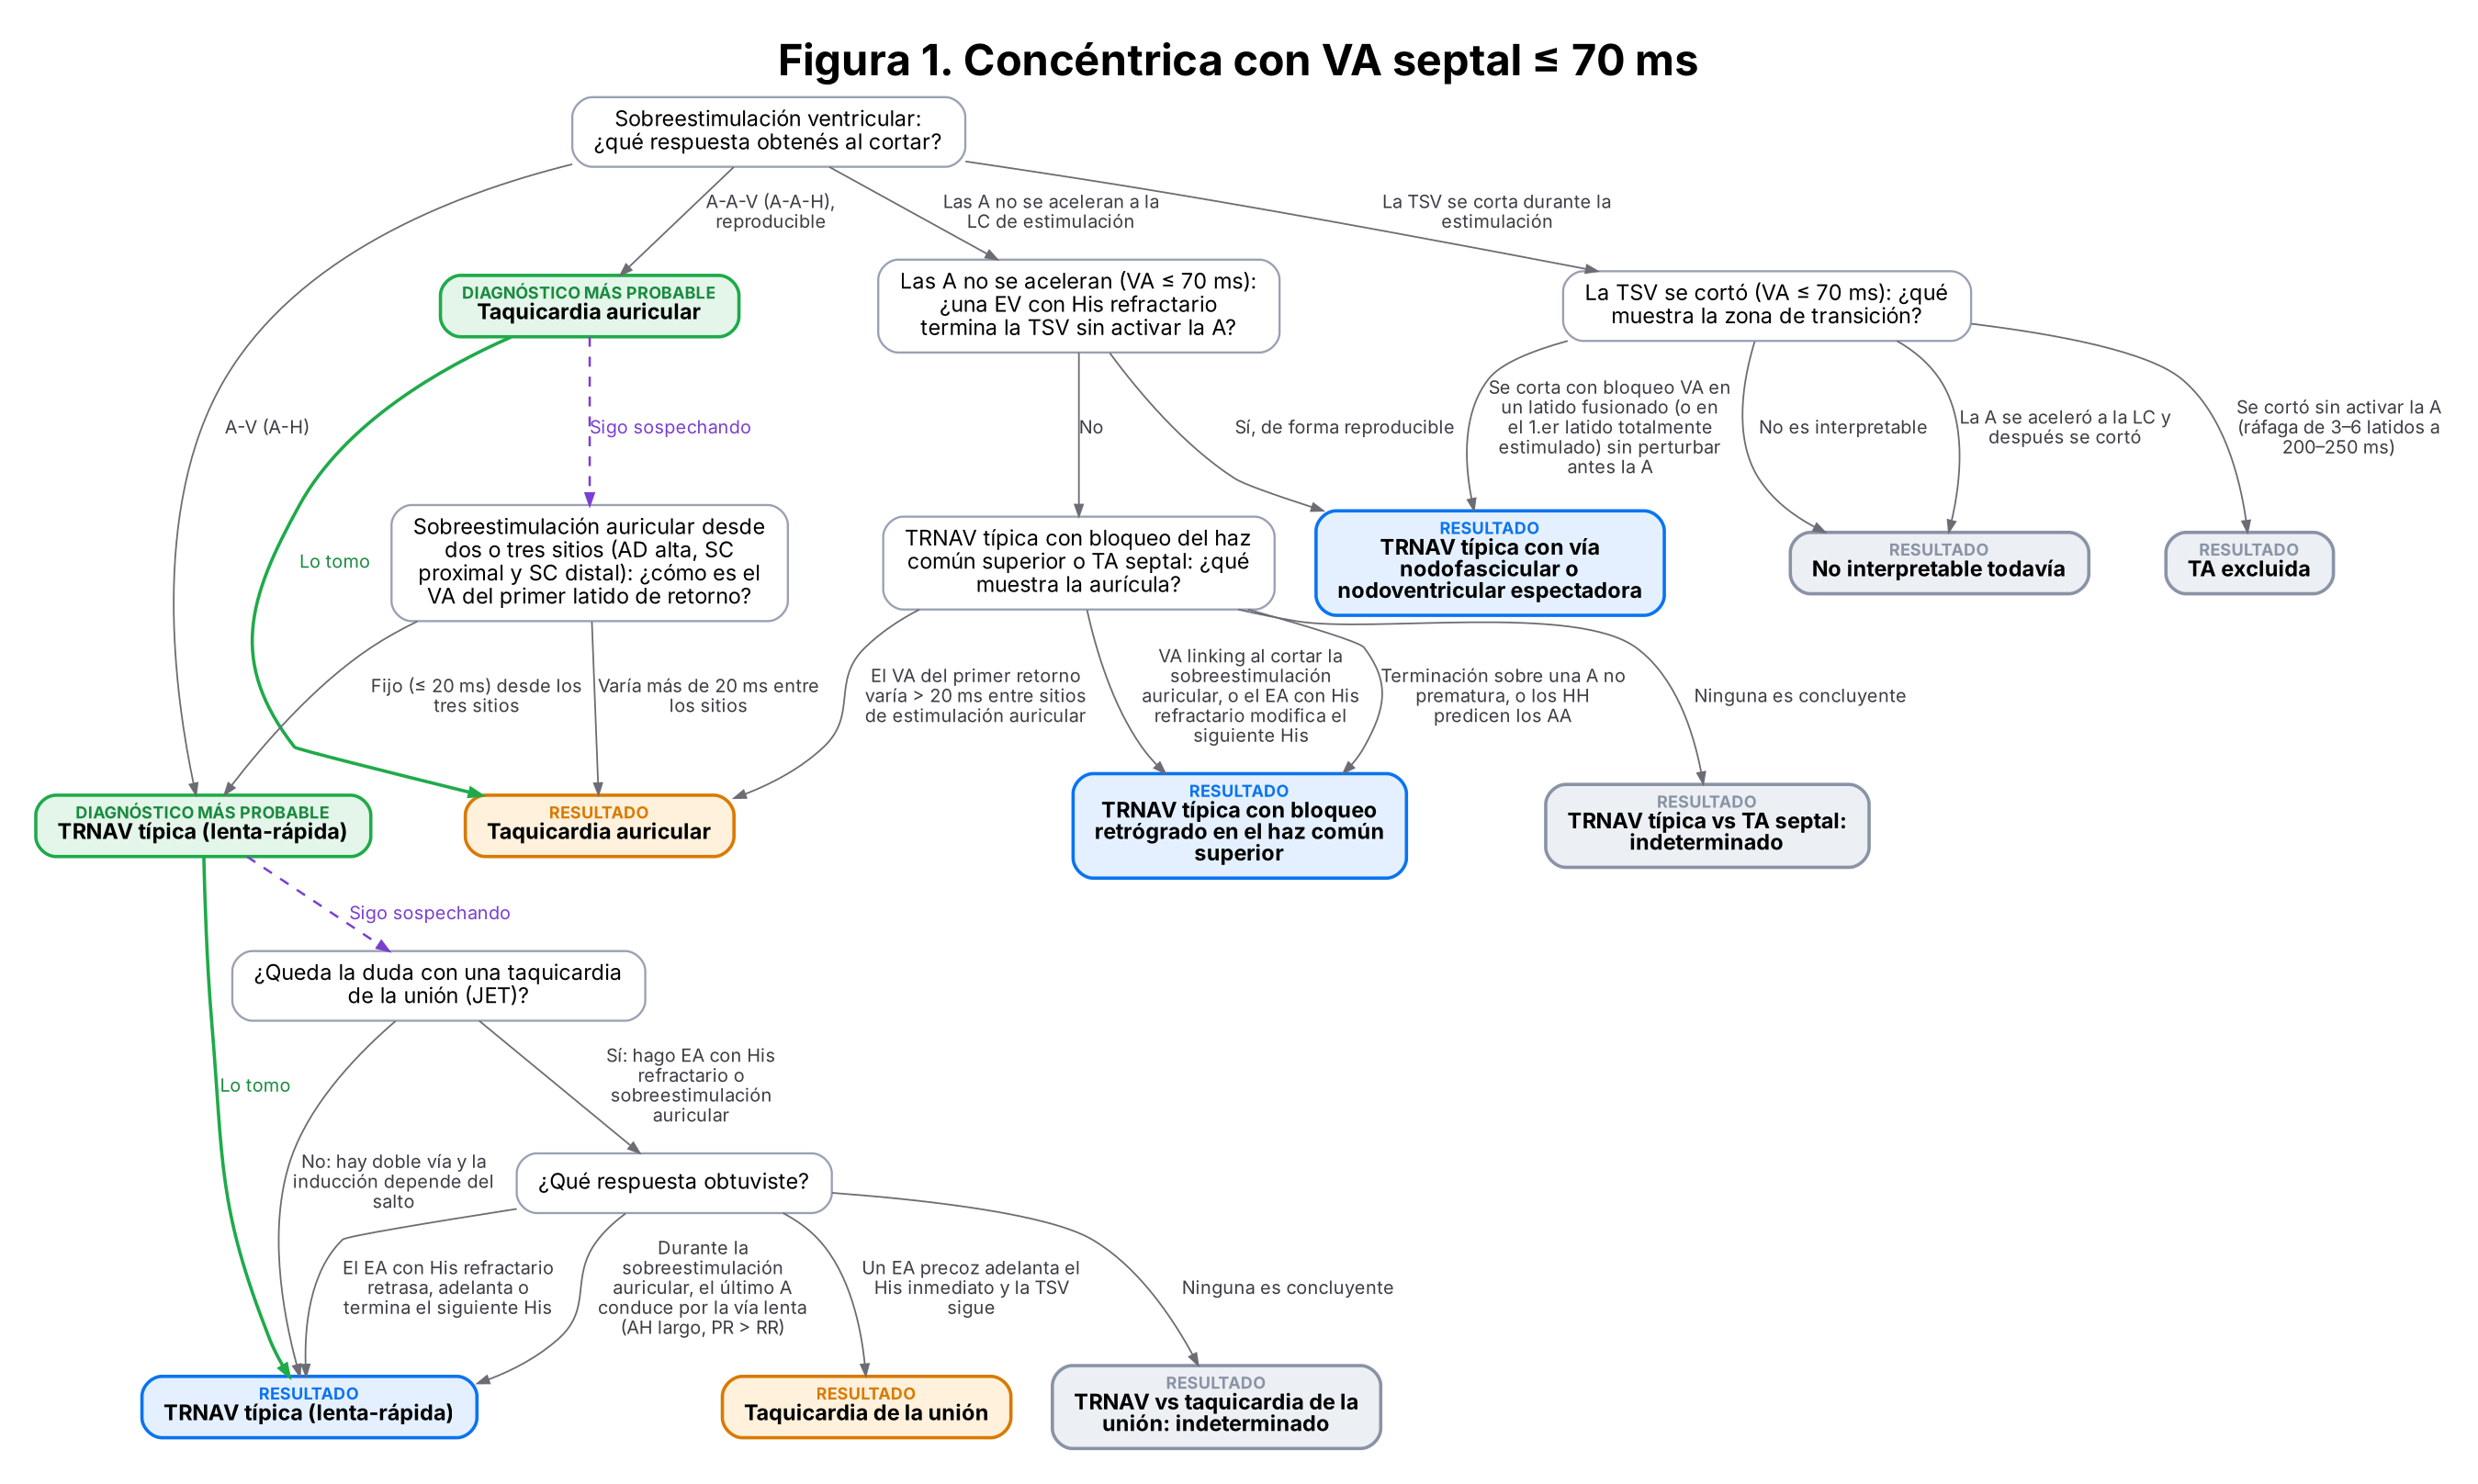 Figura 1. Concéntrica con VA septal ≤ 70 ms
Sobreestimulación ventricular:
¿qué respuesta obtenés al cortar?
A-A-V (A-A-H),
reproducible
Las A no se aceleran a la
LC de estimulación
La TSV se corta durante la
estimulación
A-V (A-H)
DIAGNÓSTICO MÁS PROBABLE
Taquicardia auricular
Las A no se aceleran (VA ≤ 70 ms):
¿una EV con His refractario
termina la TSV sin activar la A?
La TSV se cortó (VA ≤ 70 ms): ¿qué
muestra la zona de transición?
Sigo sospechando
No
Sí, de forma reproducible
Se corta con bloqueo VA en
un latido fusionado (o en
el 1.er latido totalmente
estimulado) sin perturbar
antes la A
No es interpretable
La A se aceleró a la LC y
después se cortó
Se cortó sin activar la A
(ráfaga de 3–6 latidos a
200–250 ms)
Lo tomo
Sobreestimulación auricular desde
dos o tres sitios (AD alta, SC
proximal y SC distal): ¿cómo es el
VA del primer latido de retorno?
TRNAV típica con bloqueo del haz
común superior o TA septal: ¿qué
muestra la aurícula?
RESULTADO
TRNAV típica con vía
nodofascicular o
nodoventricular espectadora
RESULTADO
No interpretable todavía
RESULTADO
TA excluida
Fijo (≤ 20 ms) desde los
tres sitios
Varía más de 20 ms entre
los sitios
El VA del primer retorno
varía > 20 ms entre sitios
de estimulación auricular
VA linking al cortar la
sobreestimulación
auricular, o el EA con His
refractario modifica el
siguiente His
Terminación sobre una A no
prematura, o los HH
predicen los AA
Ninguna es concluyente
DIAGNÓSTICO MÁS PROBABLE
TRNAV típica (lenta-rápida)
RESULTADO
Taquicardia auricular
RESULTADO
TRNAV típica con bloqueo
retrógrado en el haz común
superior
RESULTADO
TRNAV típica vs TA septal:
indeterminado
Sigo sospechando
¿Queda la duda con una taquicardia
de la unión (JET)?
Lo tomo
Sí: hago EA con His
refractario o
sobreestimulación
auricular
No: hay doble vía y la
inducción depende del
salto
¿Qué respuesta obtuviste?
El EA con His refractario
retrasa, adelanta o
termina el siguiente His
Durante la
sobreestimulación
auricular, el último A
conduce por la vía lenta
(AH largo, PR > RR)
Un EA precoz adelanta el
His inmediato y la TSV
sigue
Ninguna es concluyente
RESULTADO
TRNAV típica (lenta-rápida)
RESULTADO
Taquicardia de la unión
RESULTADO
TRNAV vs taquicardia de la
unión: indeterminado